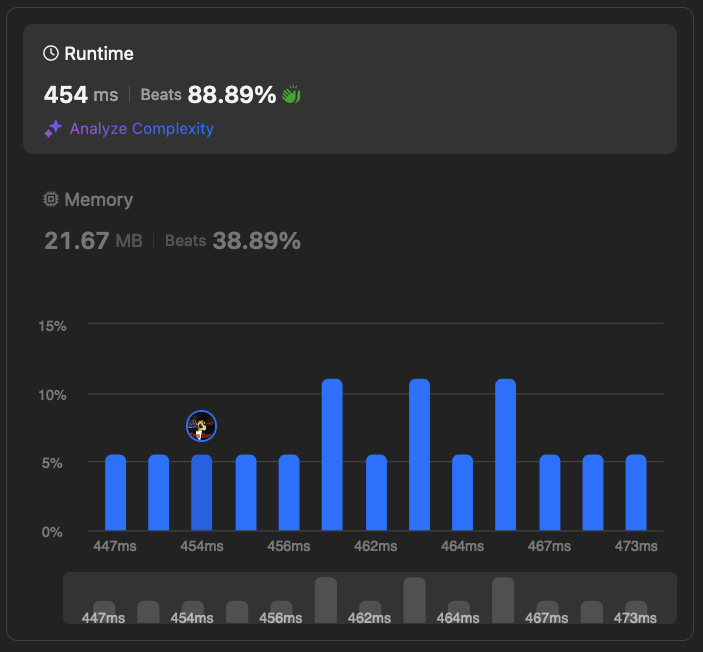 Runtime
454 ms | Beats 88.89%
Analyze Complexity
Memory
21.67 MB | Beats 38.89%
15%
10%
5%
0%
447ms 454ms 456ms 462ms 464ms 467ms 473ms
447ms 454ms 456ms 462ms 464ms 467ms 473ms